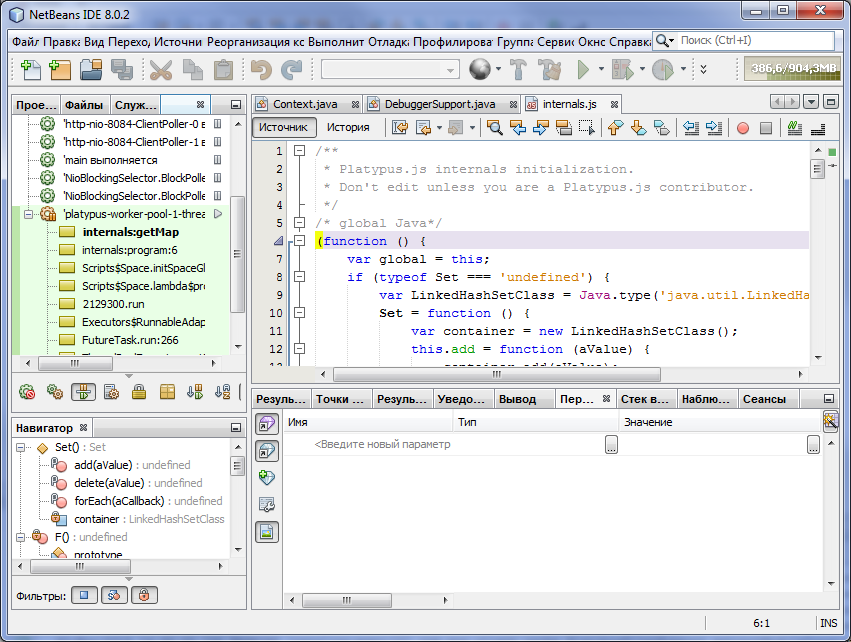 NetBeans IDE 8.0.2
Файл Правка Вид Переход Источни Реорганизация кс Выполнит Отладка Профилироват Группа Сервис Окнс Справка
Поиск (Ctrl+I)
386,6/904,3MB
Прое... Файлы Служ...
'http-nio-8084-ClientPoller-0 в
'http-nio-8084-ClientPoller-1 в
'main выполняется
'NioBlockingSelector.BlockPolle
'NioBlockingSelector.BlockPolle
'platypus-worker-pool-1-threa
internals:getMap
internals:program:6
Scripts$Space.initSpaceGl
Scripts$Space.lambda$pro
2129300.run
Executors$RunnableAdap
FutureTask.run:266
Context.java DebuggerSupport.java internals.js
Источник История
1 /**
2 * Platypus.js internals initialization.
3 * Don't edit unless you are a Platypus.js contributor.
4 */
5 /* global Java*/
(function () {
7 var global = this;
8 if (typeof Set === 'undefined') {
9 var LinkedHashSetClass = Java.type('java.util.LinkedHa
10 Set = function () {
11 var container = new LinkedHashSetClass();
12 this.add = function (aValue) {
container.add(aValue);
Навигатор
Set() : Set
add(aValue) : undefined
delete(aValue) : undefined
forEach(aCallback) : undefined
container : LinkedHashSetClass
F() : undefined
prototype
Фильтры:
Резуль... Точки ... Резуль... Уведо... Вывод Пер... Стек в... Наблю... Сеансы
Имя Тип Значение
<Введите новый параметр
... ...
6:1 INS